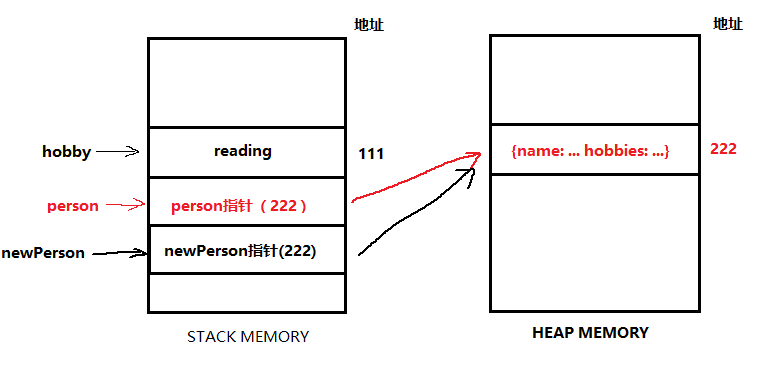 地址
地址
hobby
reading
111
{name: ... hobbies: ...}
222
person
person指针（222）
newPerson
newPerson指针(222)
STACK MEMORY
HEAP MEMORY